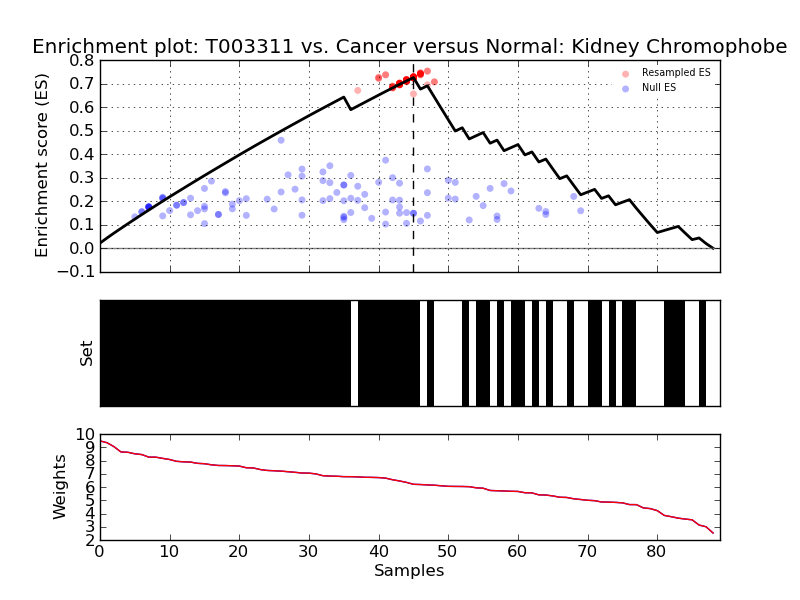 Enrichment plot: T003311 vs. Cancer versus Normal: Kidney Chromophobe
0.8
0.7
0.6
0.5
0.4
0.3
0.2
0.1
0.0
−0.1
Enrichment score (ES)
Resampled ES
Null ES
Set
10
9
8
7
6
5
4
3
2
Weights
0 10 20 30 40 50 60 70 80
Samples